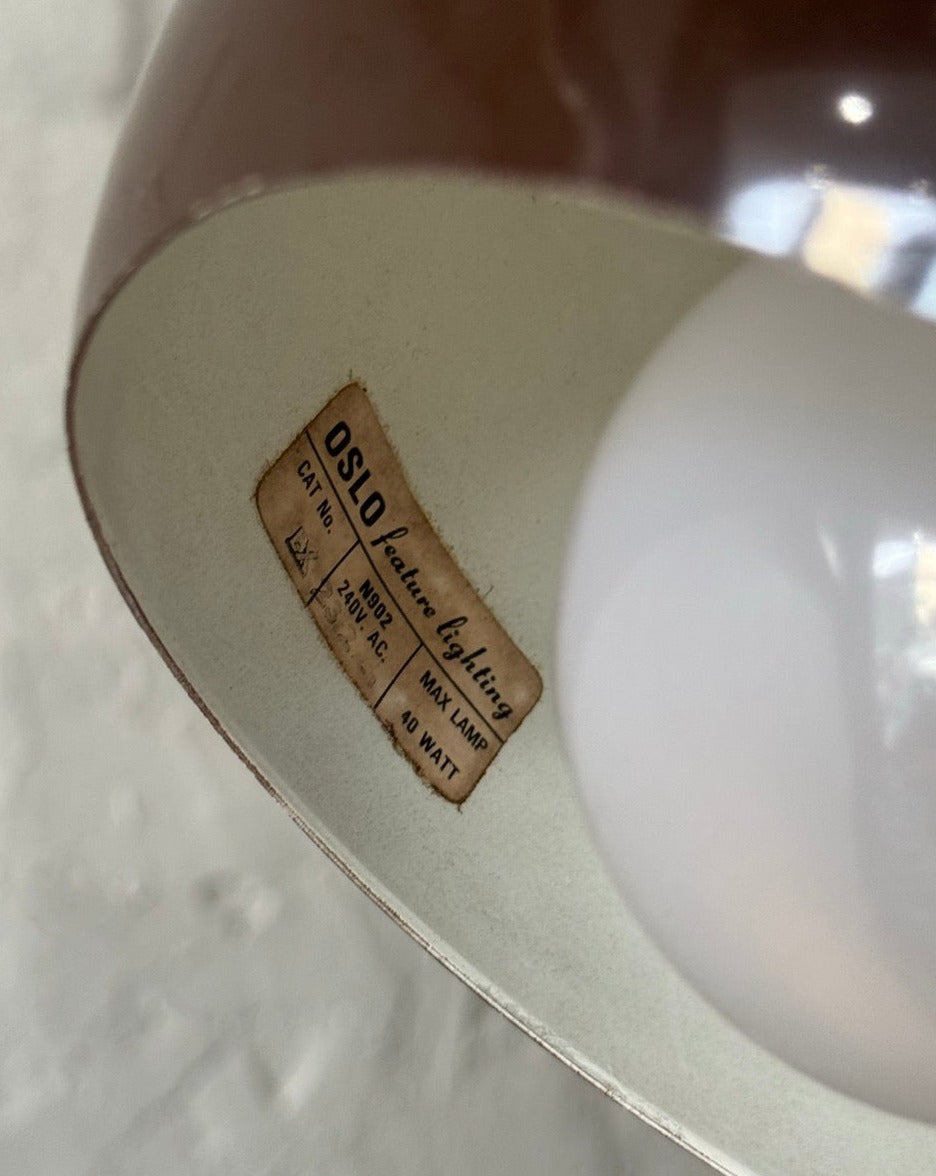 OSLO feature lighting
CAT No.
N902
240V. AC.
MAX LAMP
40 WATT